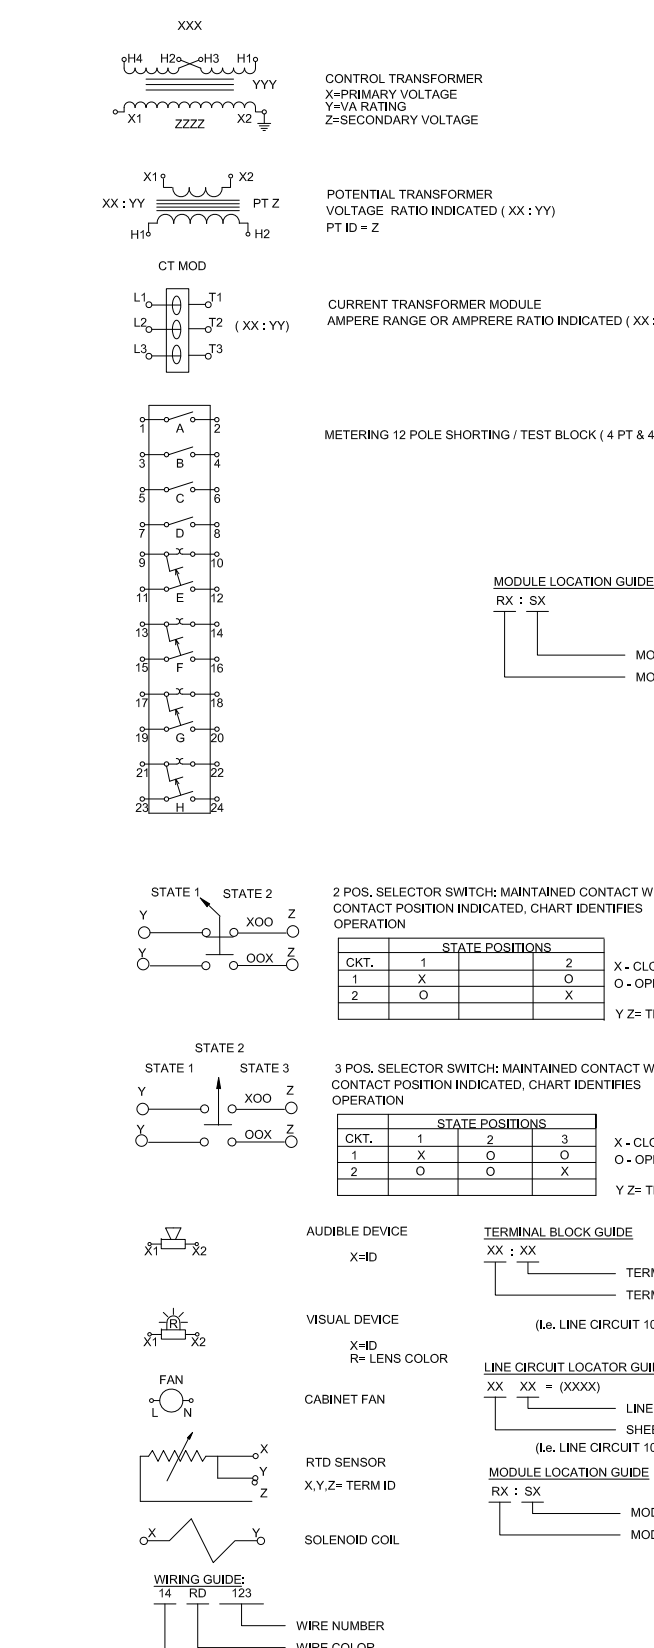 XXX
H4 H2 H3 H1
YYY
X1 ZZZZ X2
CONTROL TRANSFORMER
X=PRIMARY VOLTAGE
Y=VA RATING
Z=SECONDARY VOLTAGE
X1 X2
XX : YY PT Z
H1 H2
POTENTIAL TRANSFORMER
VOLTAGE RATIO INDICATED ( XX : YY)
PT ID = Z
CT MOD
L1 T1
L2 T2 ( XX : YY)
L3 T3
CURRENT TRANSFORMER MODULE
AMPERE RANGE OR AMPRERE RATIO INDICATED ( XX :
1 A 2
3 B 4
5 C 6
7 D 8
9 10
11 E 12
13 14
15 F 16
17 18
19 G 20
21 22
23 H 24
METERING 12 POLE SHORTING / TEST BLOCK ( 4 PT & 4
MODULE LOCATION GUIDE
RX : SX
MO
MO
STATE 1 STATE 2
Y XOO Z
Y OOX Z
2 POS. SELECTOR SWITCH: MAINTAINED CONTACT W
CONTACT POSITION INDICATED, CHART IDENTIFIES
OPERATION
STATE POSITIONS
CKT. 1 2
1 X O
2 O X
X - CLO
O - OP
Y Z= T
STATE 2
STATE 1 STATE 3
Y XOO Z
Y OOX Z
3 POS. SELECTOR SWITCH: MAINTAINED CONTACT W
CONTACT POSITION INDICATED, CHART IDENTIFIES
OPERATION
STATE POSITIONS
CKT. 1 2 3
1 X O O
2 O O X
X - CLO
O - OP
Y Z= T
X1 X2
AUDIBLE DEVICE
X=ID
TERMINAL BLOCK GUIDE
XX : XX
TERM
TERM
(I.e. LINE CIRCUIT 10
R
X1 X2
VISUAL DEVICE
X=ID
R= LENS COLOR
FAN
L N
CABINET FAN
LINE CIRCUIT LOCATOR GUI
XX XX = (XXXX)
LINE
SHEE
(I.e. LINE CIRCUIT 10
X
Y
Z
RTD SENSOR
X,Y,Z= TERM ID
MODULE LOCATION GUIDE
RX : SX
MOD
MOD
X Y
SOLENOID COIL
WIRING GUIDE:
14 RD 123
WIRE NUMBER
WIRE COLOR